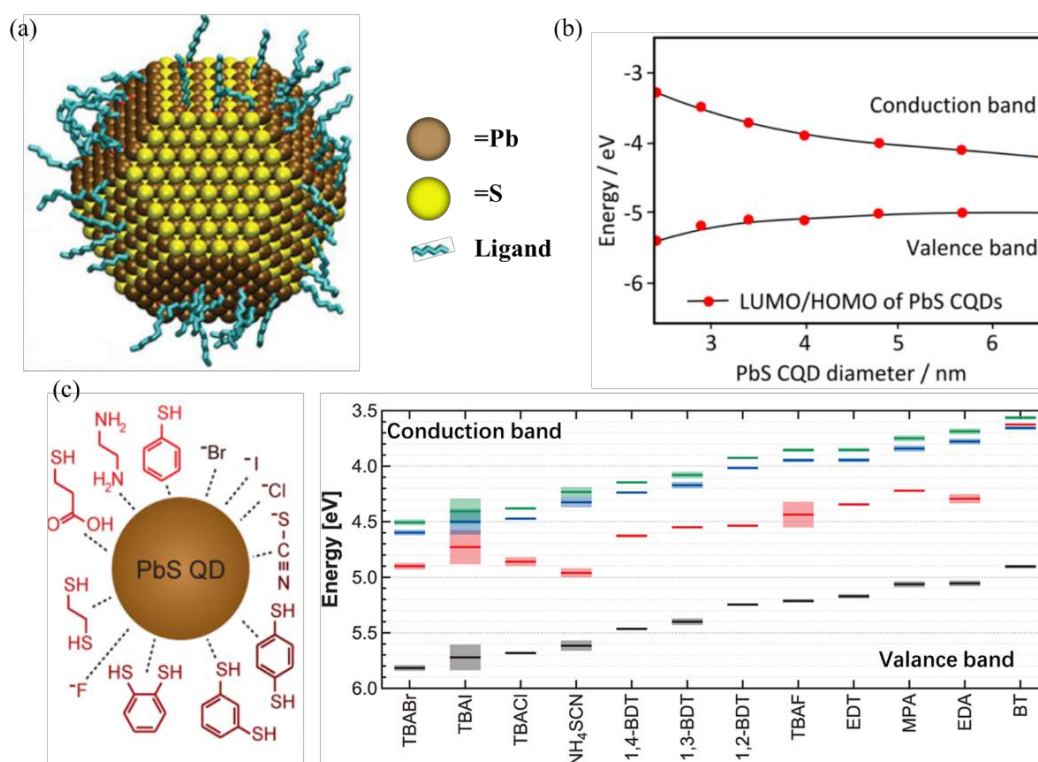 (a)
=Pb
=S
Ligand
(b)
Energy / eV
-3
-4
-5
-6
Conduction band
Valence band
LUMO/HOMO of PbS CQDs
3
4
5
6
PbS CQD diameter / nm
(c)
NH₂
SH
NH₂
SH
O
OH
⁻Br
⁻I
⁻Cl
⁻S
C
N
PbS QD
SH
HS
⁻F
HS
SH
SH
SH
SH
SH
Energy [eV]
3.5
4.0
4.5
5.0
5.5
6.0
Conduction band
Valance band
TBABr
TBAI
TBACl
NH₄SCN
1,4-BDT
1,3-BDT
1,2-BDT
TBAF
EDT
MPA
EDA
BT